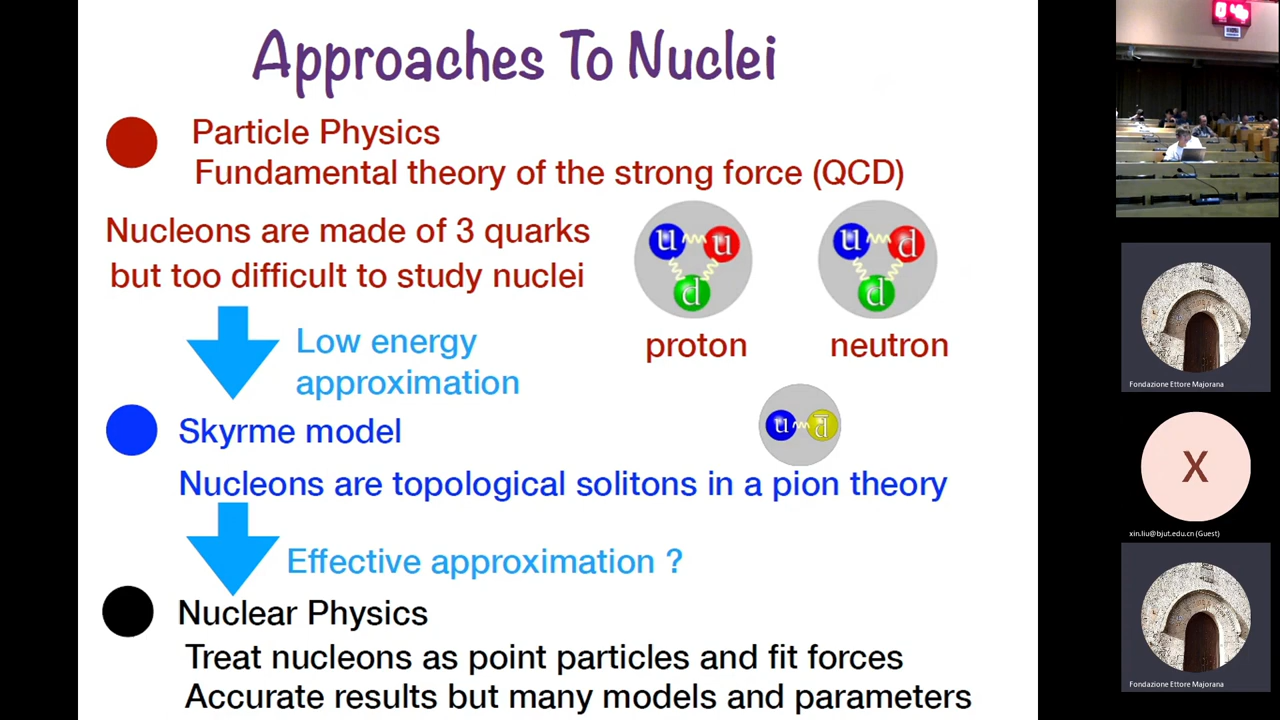 Approaches To Nuclei
Particle Physics
Fundamental theory of the strong force (QCD)
Nucleons are made of 3 quarks
but too difficult to study nuclei
u u d
u d d
proton
neutron
Low energy
approximation
Skyrme model
u d̅
Nucleons are topological solitons in a pion theory
Effective approximation ?
Nuclear Physics
Treat nucleons as point particles and fit forces
Accurate results but many models and parameters
Fondazione Ettore Majorana
X
xin.liu@bjut.edu.cn (Guest)
Fondazione Ettore Majorana